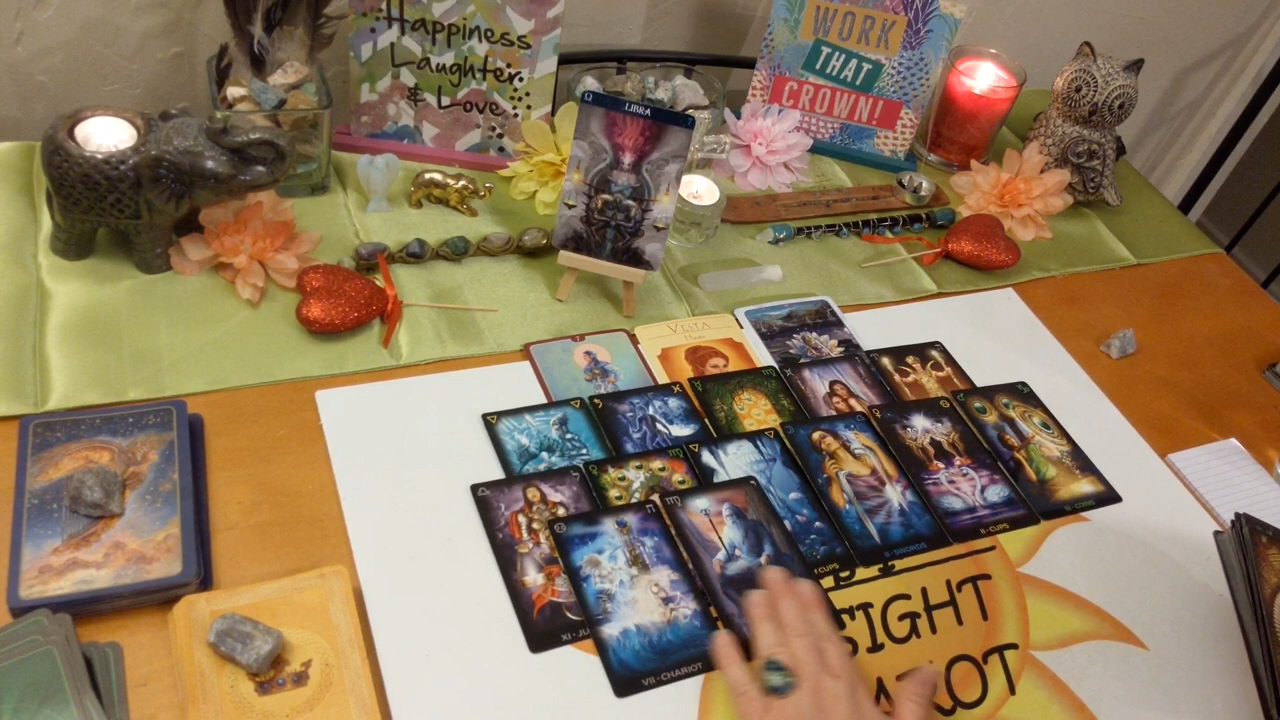 Happiness
Laughter
& Love
WORK
THAT
CROWN!
LIBRA
VESTA
XI - JU
VII - CHARIOT
CUPS
II - SWORDS
II - CUPS
II - COINS
SIGHT
TAROT